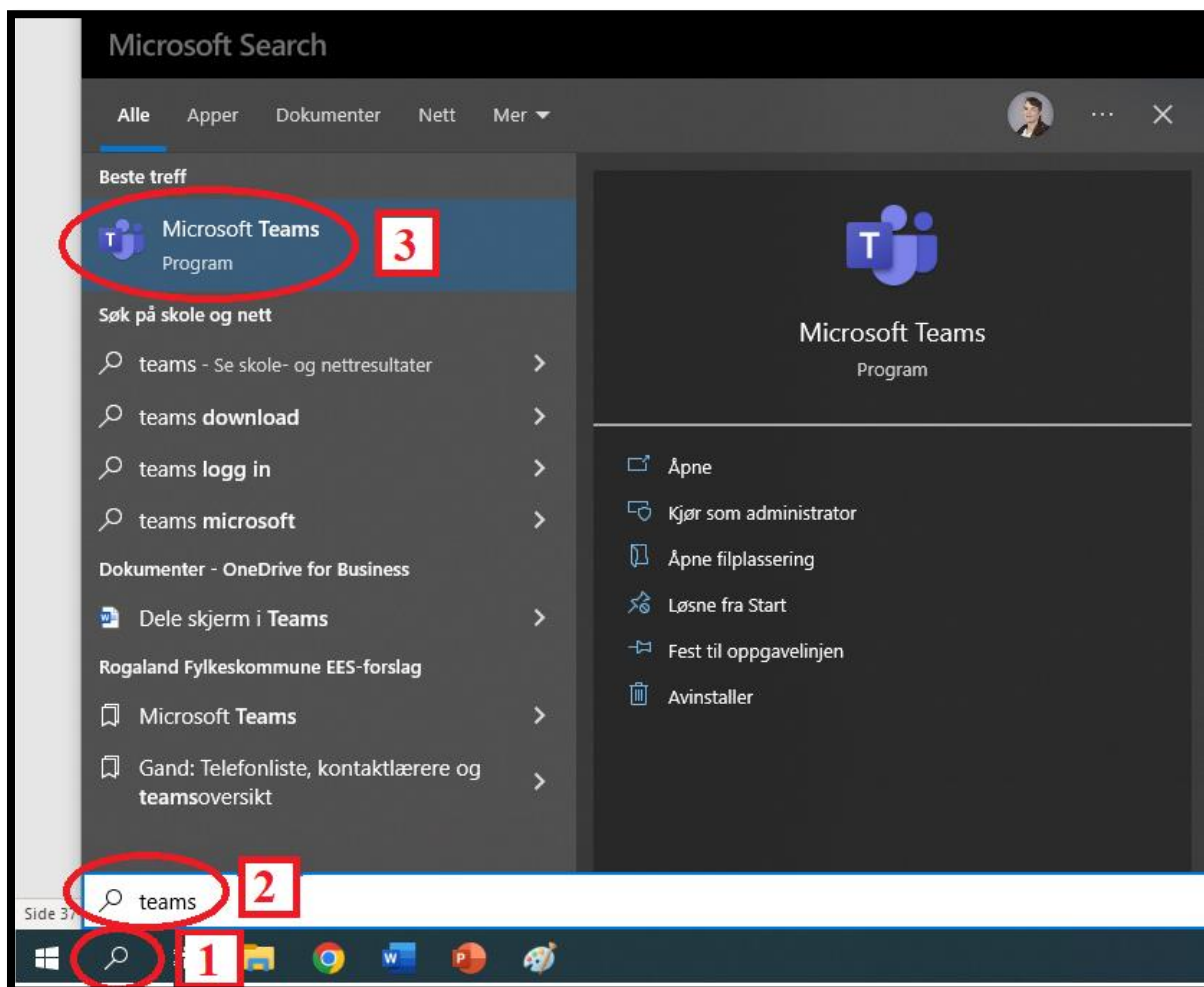 Microsoft Search
Alle Apper Dokumenter Nett Mer
Beste treff
T Microsoft Teams
Program
3
Søk på skole og nett
teams - Se skole- og nettresultater
teams download
teams logg in
teams microsoft
Dokumenter - OneDrive for Business
W Dele skjerm i Teams
Rogaland Fylkeskommune EES-forslag
Microsoft Teams
Gand: Telefonliste, kontaktlærere og
teamsoversikt
T
Microsoft Teams
Program
Åpne
Kjør som administrator
Åpne filplassering
Løsne fra Start
Fest til oppgavelinjen
Avinstaller
teams
2
Side 37
1
W P